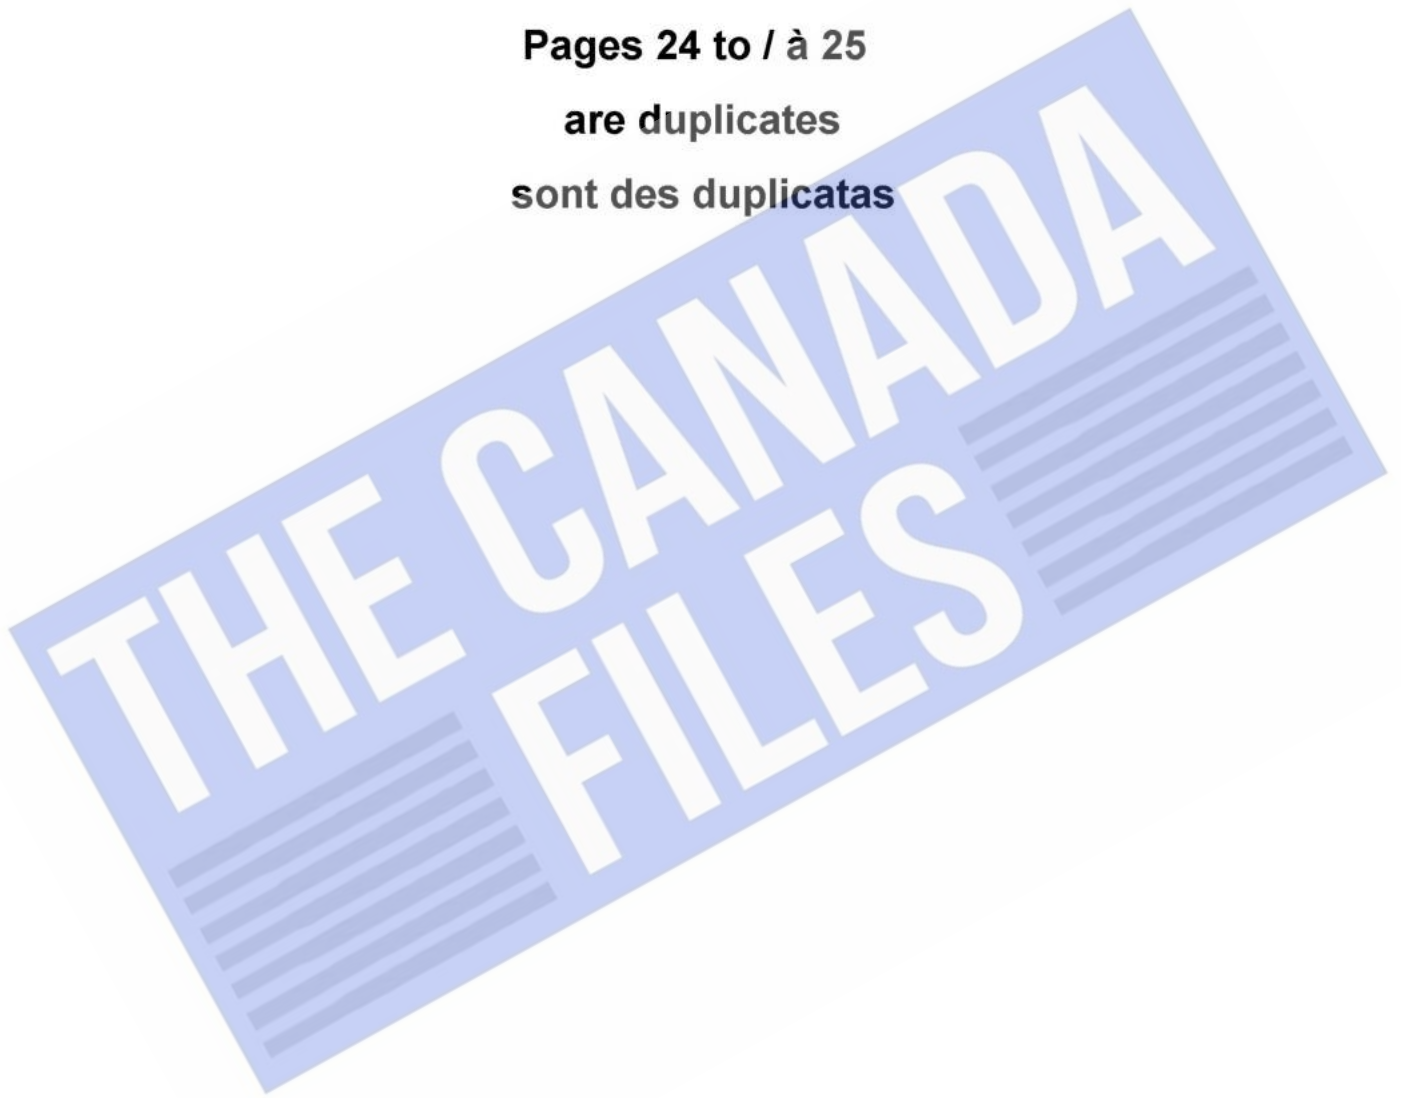 Pages 24 to / à 25
are duplicates
sont des duplicatas
THE CANADA
FILES